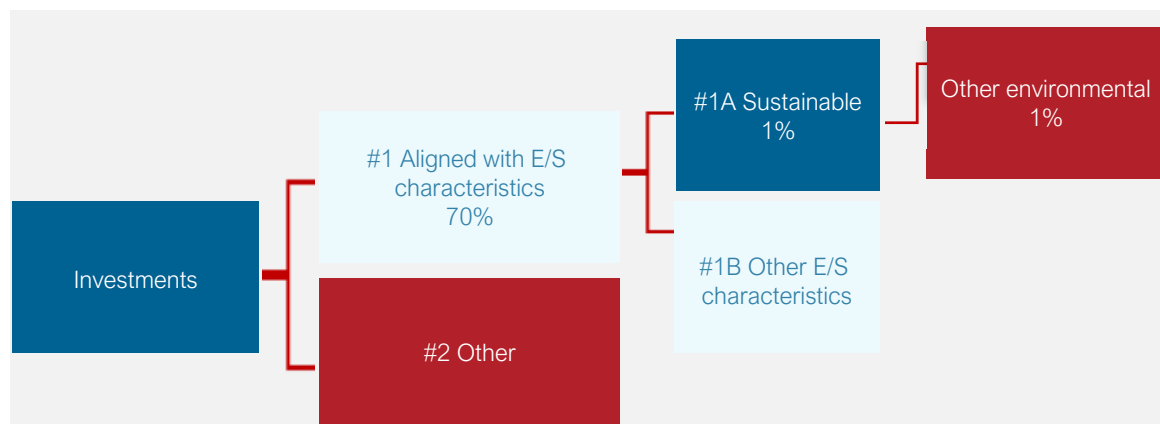 Investments
#1 Aligned with E/S
characteristics
70%
#2 Other
#1A Sustainable
1%
#1B Other E/S
characteristics
Other environmental
1%